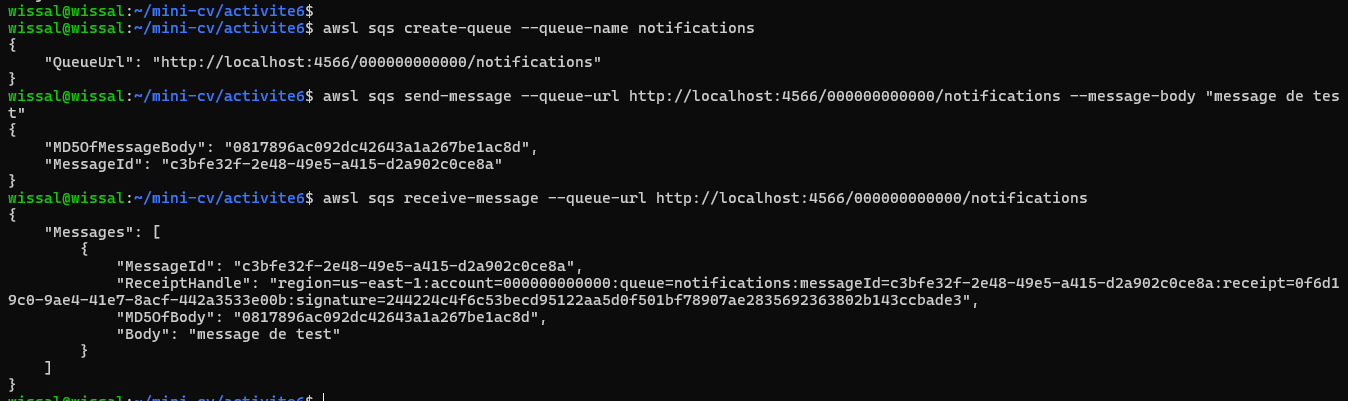 wissal@wissal:~/mini-cv/activite6$
wissal@wissal:~/mini-cv/activite6$ awsl sqs create-queue --queue-name notifications
{
    "QueueUrl": "http://localhost:4566/000000000000/notifications"
}
wissal@wissal:~/mini-cv/activite6$ awsl sqs send-message --queue-url http://localhost:4566/000000000000/notifications --message-body "message de tes
t"
{
    "MD5OfMessageBody": "0817896ac092dc42643a1a267be1ac8d",
    "MessageId": "c3bfe32f-2e48-49e5-a415-d2a902c0ce8a"
}
wissal@wissal:~/mini-cv/activite6$ awsl sqs receive-message --queue-url http://localhost:4566/000000000000/notifications
{
    "Messages": [
        {
            "MessageId": "c3bfe32f-2e48-49e5-a415-d2a902c0ce8a",
            "ReceiptHandle": "region=us-east-1:account=000000000000:queue=notifications:messageId=c3bfe32f-2e48-49e5-a415-d2a902c0ce8a:receipt=0f6d1
9c0-9ae4-41e7-8acf-442a3533e00b:signature=244224c4f6c53becd95122aa5d0f501bf78907ae2835692363802b143ccbade3",
            "MD5OfBody": "0817896ac092dc42643a1a267be1ac8d",
            "Body": "message de test"
        }
    ]
}
wissal@wissal:~/mini-cv/activite6$